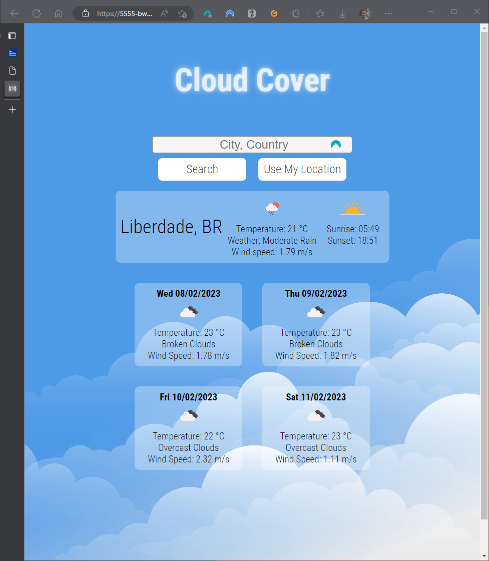 https://5555-bw...
Cloud Cover
City, Country
Search
Use My Location
Liberdade, BR
Temperature: 21 °C
Weather: Moderate Rain
Wind speed: 1.79 m/s
Sunrise: 05:49
Sunset: 18:51
Wed 08/02/2023
Temperature: 23 °C
Broken Clouds
Wind Speed: 1.78 m/s
Thu 09/02/2023
Temperature: 23 °C
Broken Clouds
Wind Speed: 1.82 m/s
Fri 10/02/2023
Temperature: 22 °C
Overcast Clouds
Wind Speed: 2.32 m/s
Sat 11/02/2023
Temperature: 23 °C
Overcast Clouds
Wind Speed: 1.11 m/s